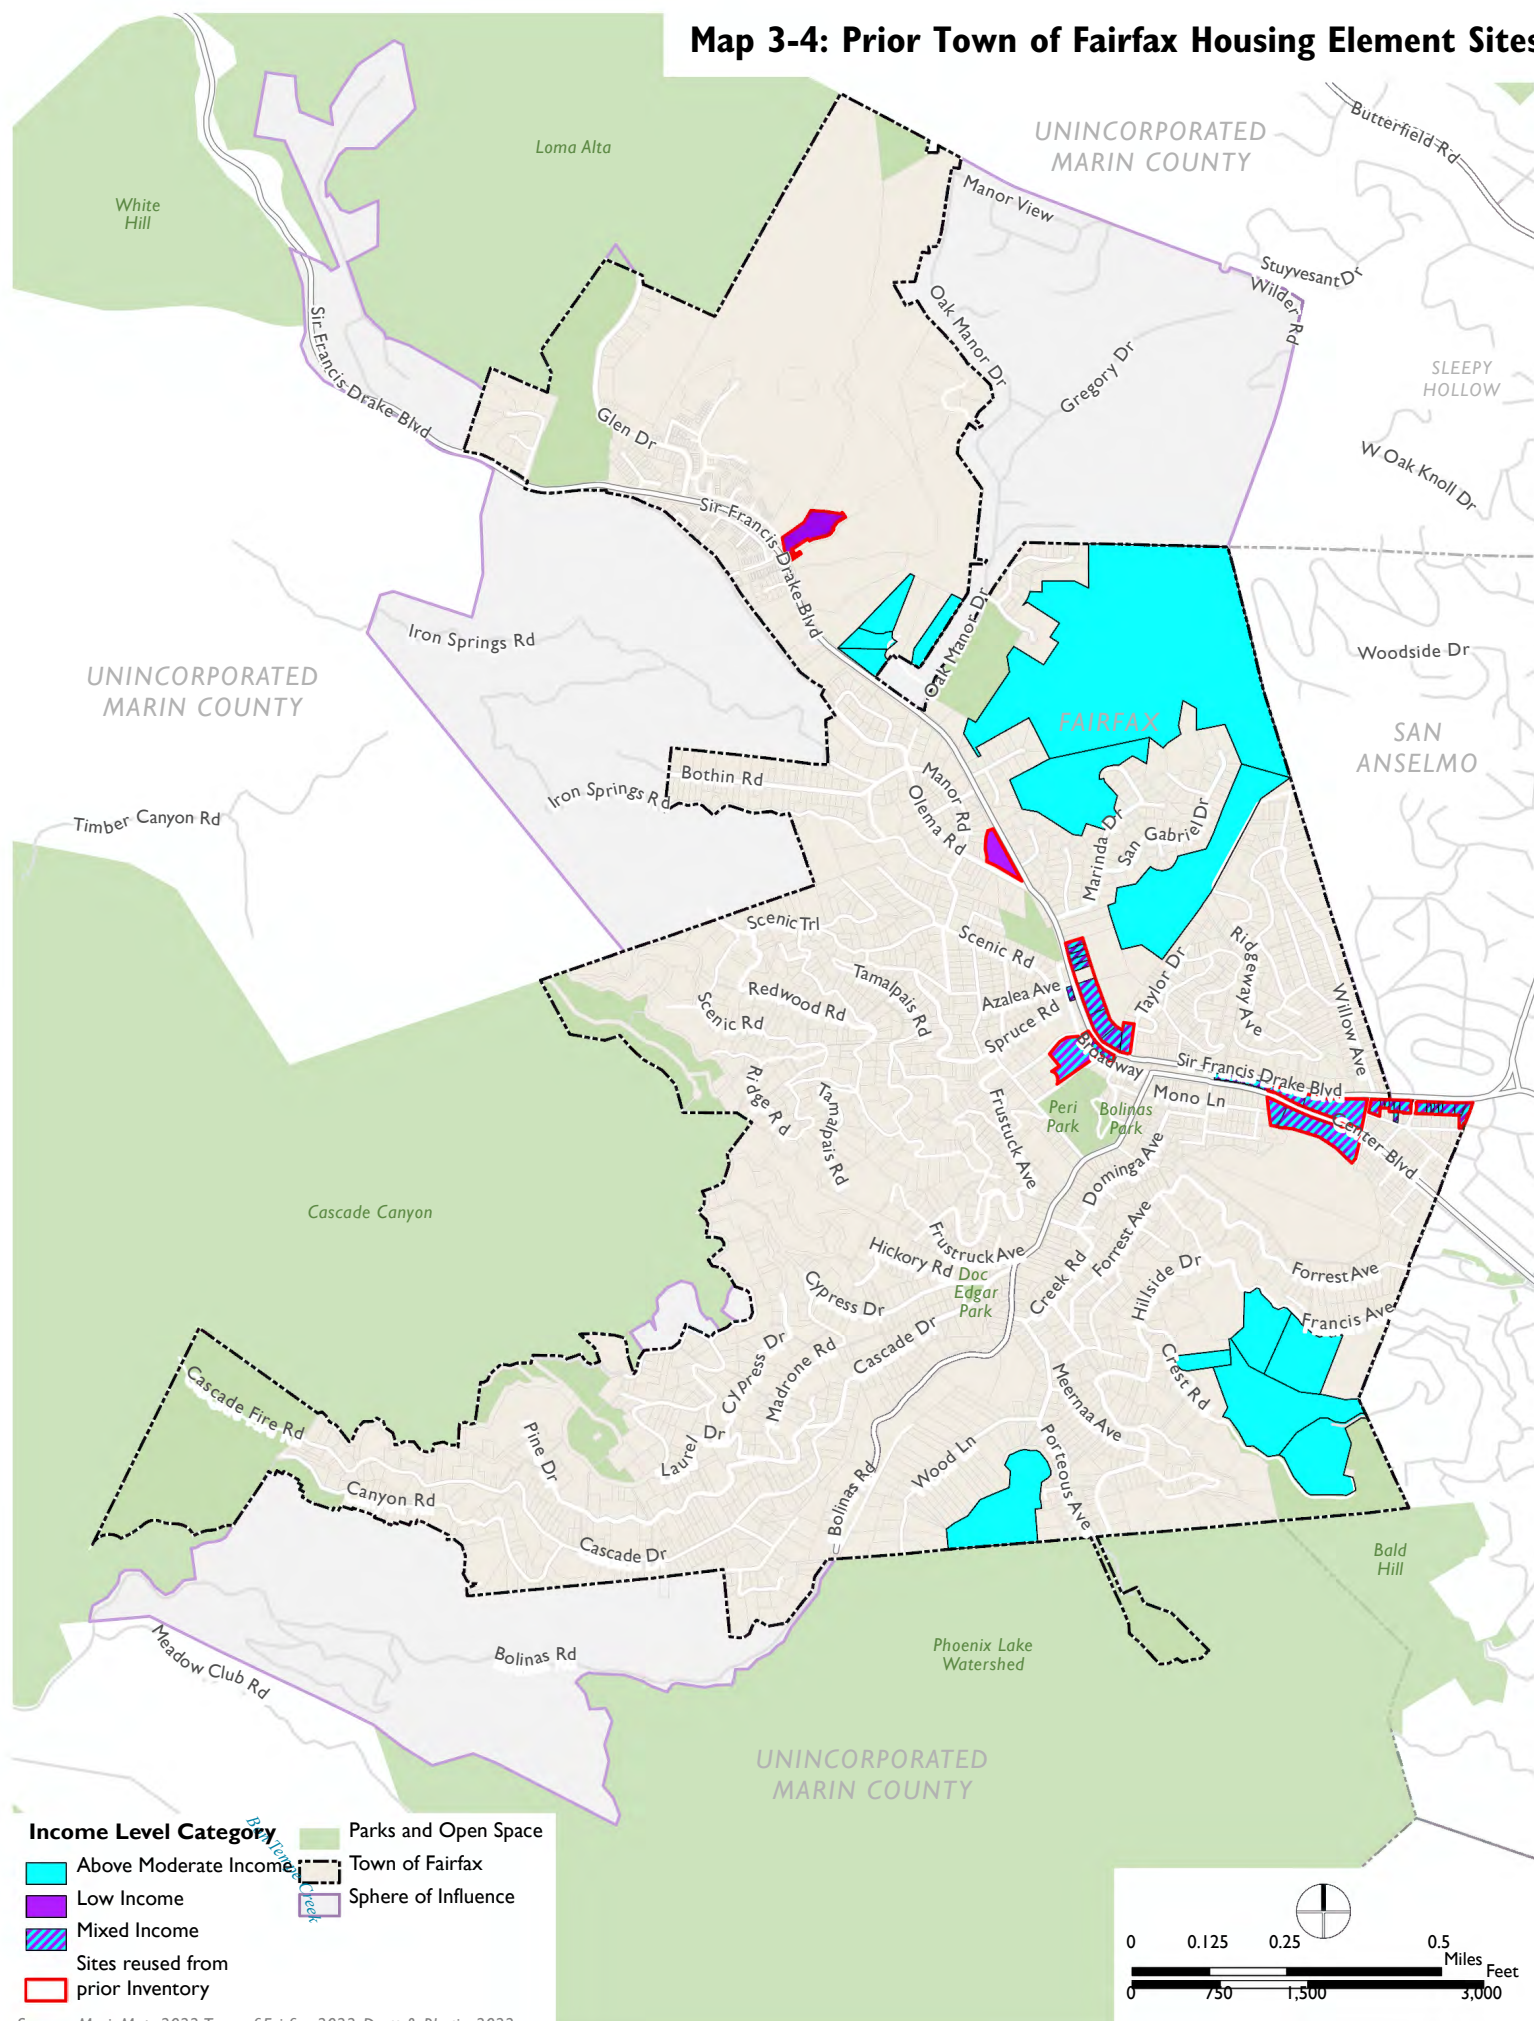 Map 3-4: Prior Town of Fairfax Housing Element Sites
UNINCORPORATED
MARIN COUNTY
Butterfield Rd
Loma Alta
White
Hill
Manor View
Stuyvesant Dr
Wilder Rd
Sir Francis Drake Blvd
Oak Manor Dr
Gregory Dr
SLEEPY
HOLLOW
Glen Dr
W Oak Knoll Dr
Sir Francis Drake Blvd
Iron Springs Rd
Oak Manor Dr
Woodside Dr
UNINCORPORATED
MARIN COUNTY
FAIRFAX
SAN
ANSELMO
Bothin Rd
Iron Springs Rd
Manor Rd
Olema Rd
Timber Canyon Rd
Marinda Dr
San Gabriel Dr
Scenic Trl
Scenic Rd
Ridgeway Ave
Taylor Dr
Willow Ave
Tamalpais Rd
Redwood Rd
Scenic Rd
Azalea Ave
Spruce Rd
Broadway
Sir Francis Drake Blvd
Mono Ln
Center Blvd
Ridge Rd
Tamalpais Rd
Frustuck Ave
Peri
Park
Bolinas
Park
Dominga Ave
Cascade Canyon
Frustruck Ave
Hickory Rd
Doc
Edgar
Park
Creek Rd
Forrest Ave
Hillside Dr
Forrest Ave
Francis Ave
Cypress Dr
Cascade Dr
Cypress Dr
Madrone Rd
Crest Rd
Meernaa Ave
Cascade Fire Rd
Pine Dr
Laurel Dr
Wood Ln
Porteous Ave
Canyon Rd
Bolinas Rd
Cascade Dr
Bald
Hill
Meadow Club Rd
Bolinas Rd
Phoenix Lake
Watershed
UNINCORPORATED
MARIN COUNTY
Income Level Category
Above Moderate Income
Low Income
Mixed Income
Sites reused from
prior Inventory
Parks and Open Space
Town of Fairfax
Sphere of Influence
0 0.125 0.25 0.5
Miles
Feet
0 750 1,500 3,000